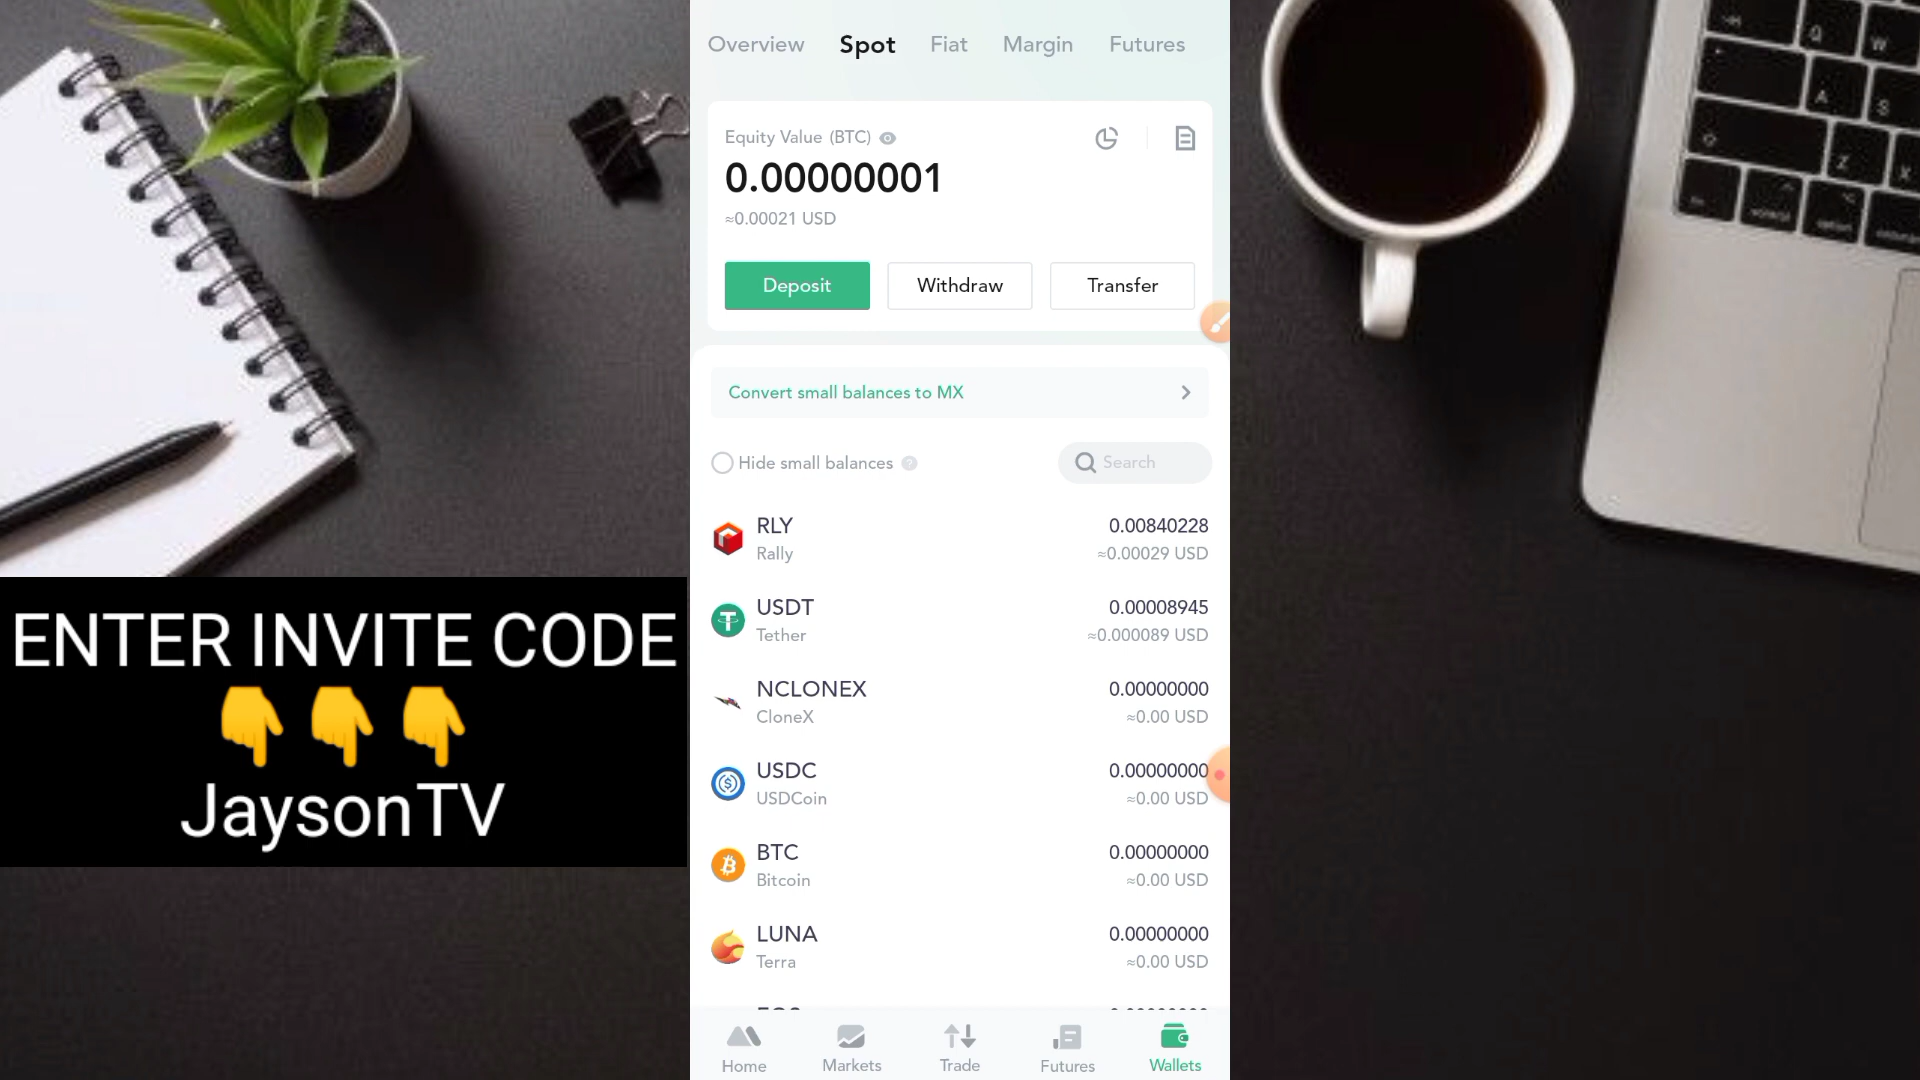 Overview Spot Fiat Margin Futures
Equity Value (BTC)
0.00000001
≈0.00021 USD
Deposit Withdraw Transfer
Convert small balances to MX
Hide small balances ? Search
RLY 0.00840228
Rally ≈0.00029 USD
USDT 0.00008945
Tether ≈0.000089 USD
NCLONEX 0.00000000
CloneX ≈0.00 USD
USDC 0.00000000
USDCoin ≈0.00 USD
BTC 0.00000000
Bitcoin ≈0.00 USD
LUNA 0.00000000
Terra ≈0.00 USD
Home Markets Trade Futures Wallets
ENTER INVITE CODE
👇👇👇
JaysonTV
Q W
A S
Z X